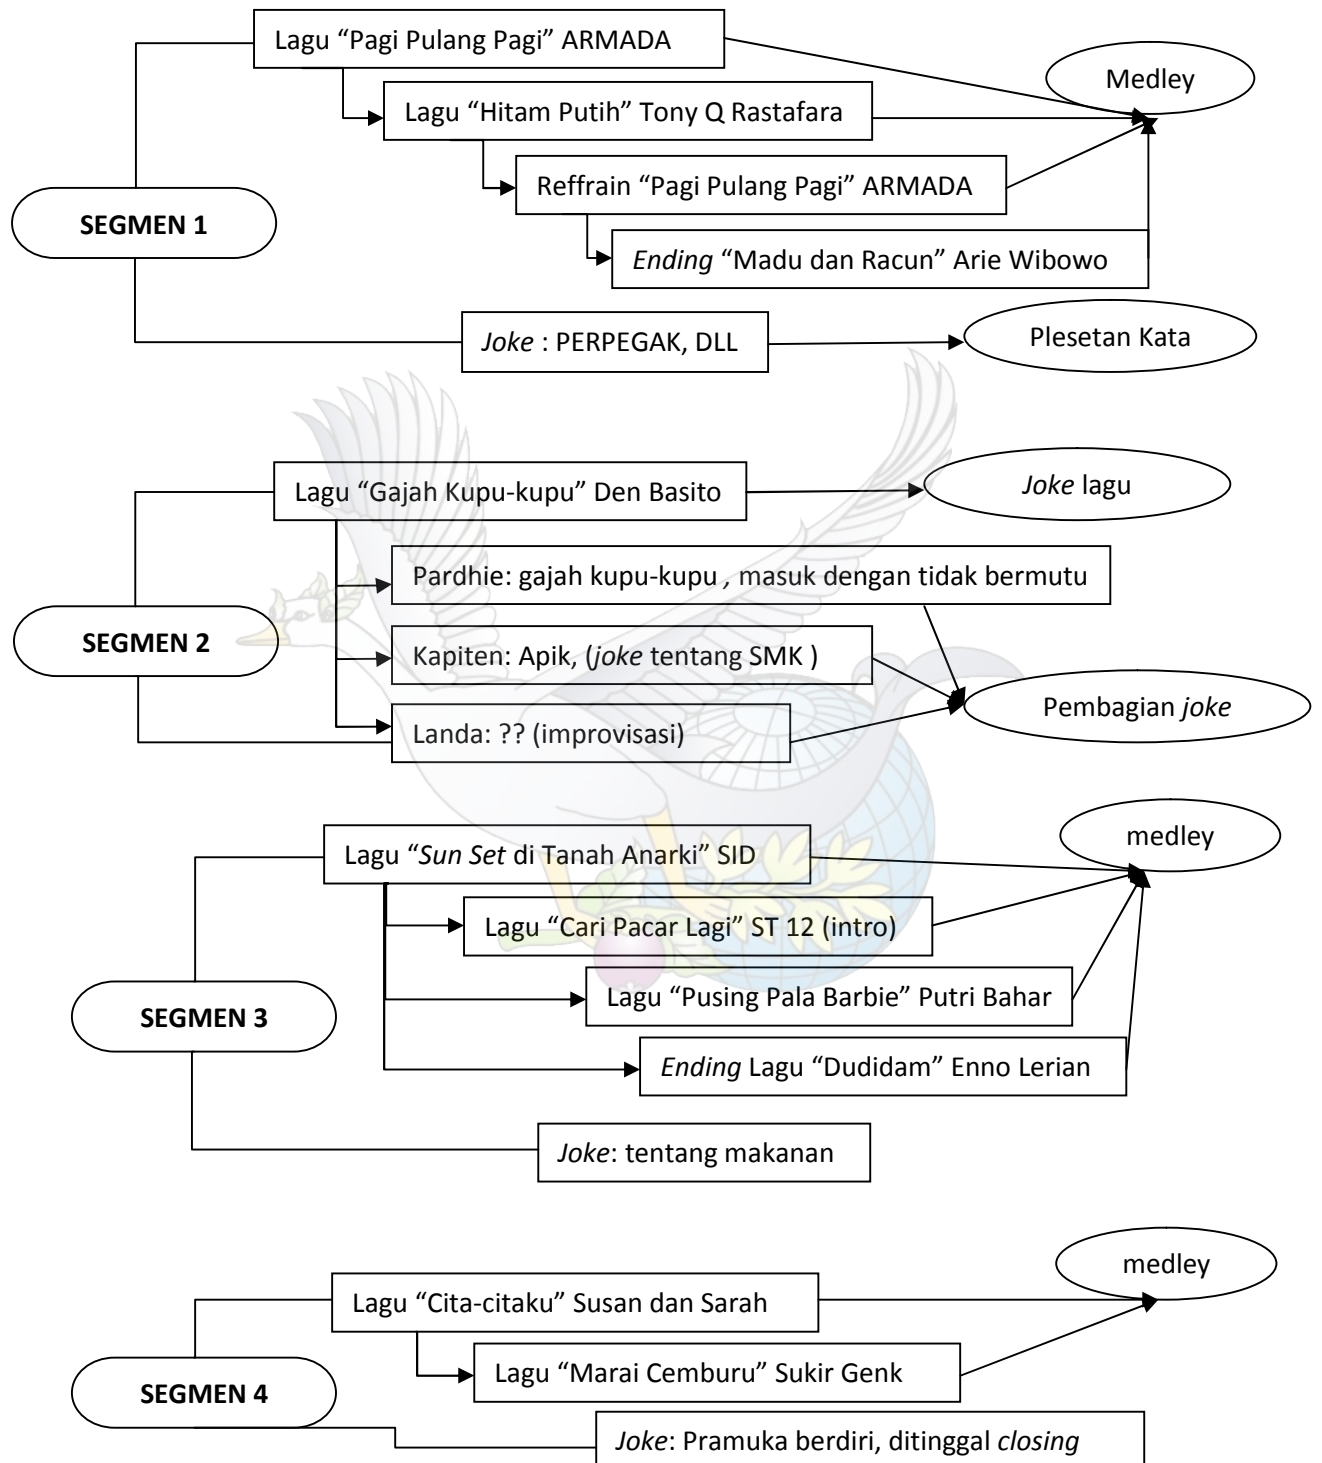 Lagu “Pagi Pulang Pagi” ARMADA
Medley
Lagu “Hitam Putih” Tony Q Rastafara
Reffrain “Pagi Pulang Pagi” ARMADA
SEGMEN 1
Ending “Madu dan Racun” Arie Wibowo
Joke : PERPEGAK, DLL
Plesetan Kata
Lagu “Gajah Kupu-kupu” Den Basito
Joke lagu
Pardhie: gajah kupu-kupu , masuk dengan tidak bermutu
SEGMEN 2
Kapiten: Apik, (joke tentang SMK )
Pembagian joke
Landa: ?? (improvisasi)
medley
Lagu “Sun Set di Tanah Anarki” SID
Lagu “Cari Pacar Lagi” ST 12 (intro)
Lagu “Pusing Pala Barbie” Putri Bahar
SEGMEN 3
Ending Lagu “Dudidam” Enno Lerian
Joke: tentang makanan
medley
Lagu “Cita-citaku” Susan dan Sarah
Lagu “Marai Cemburu” Sukir Genk
SEGMEN 4
Joke: Pramuka berdiri, ditinggal closing